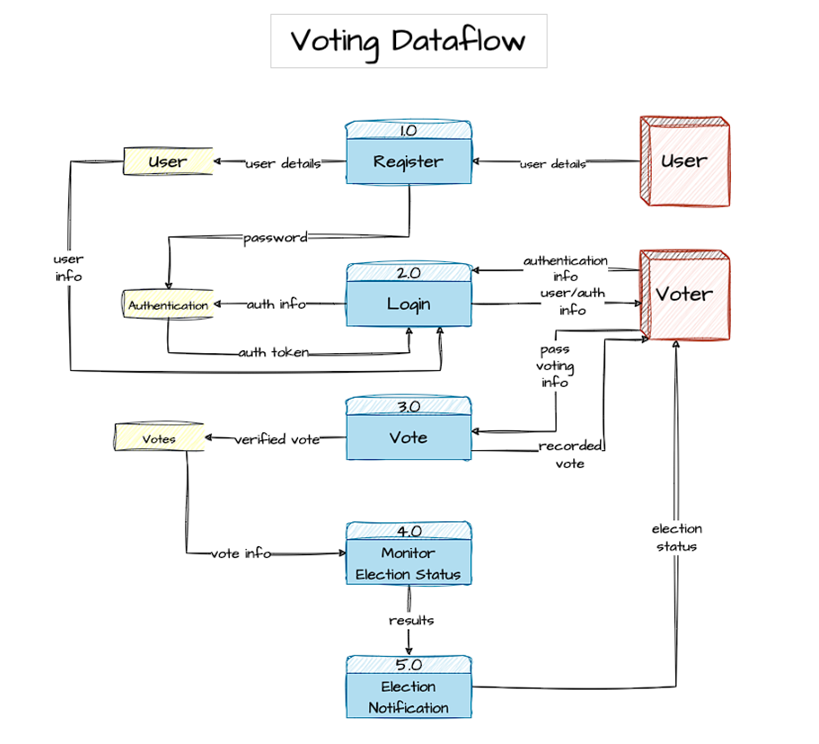 Voting Dataflow
1.0
User
user details
Register
user details
User
password
user
info
authentication
info
2.0
Authentication
auth info
Login
user/auth
info
Voter
auth token
pass
voting
info
3.0
Votes
verified vote
Vote
recorded
vote
4.0
vote info
Monitor
Election Status
election
status
results
5.0
Election
Notification